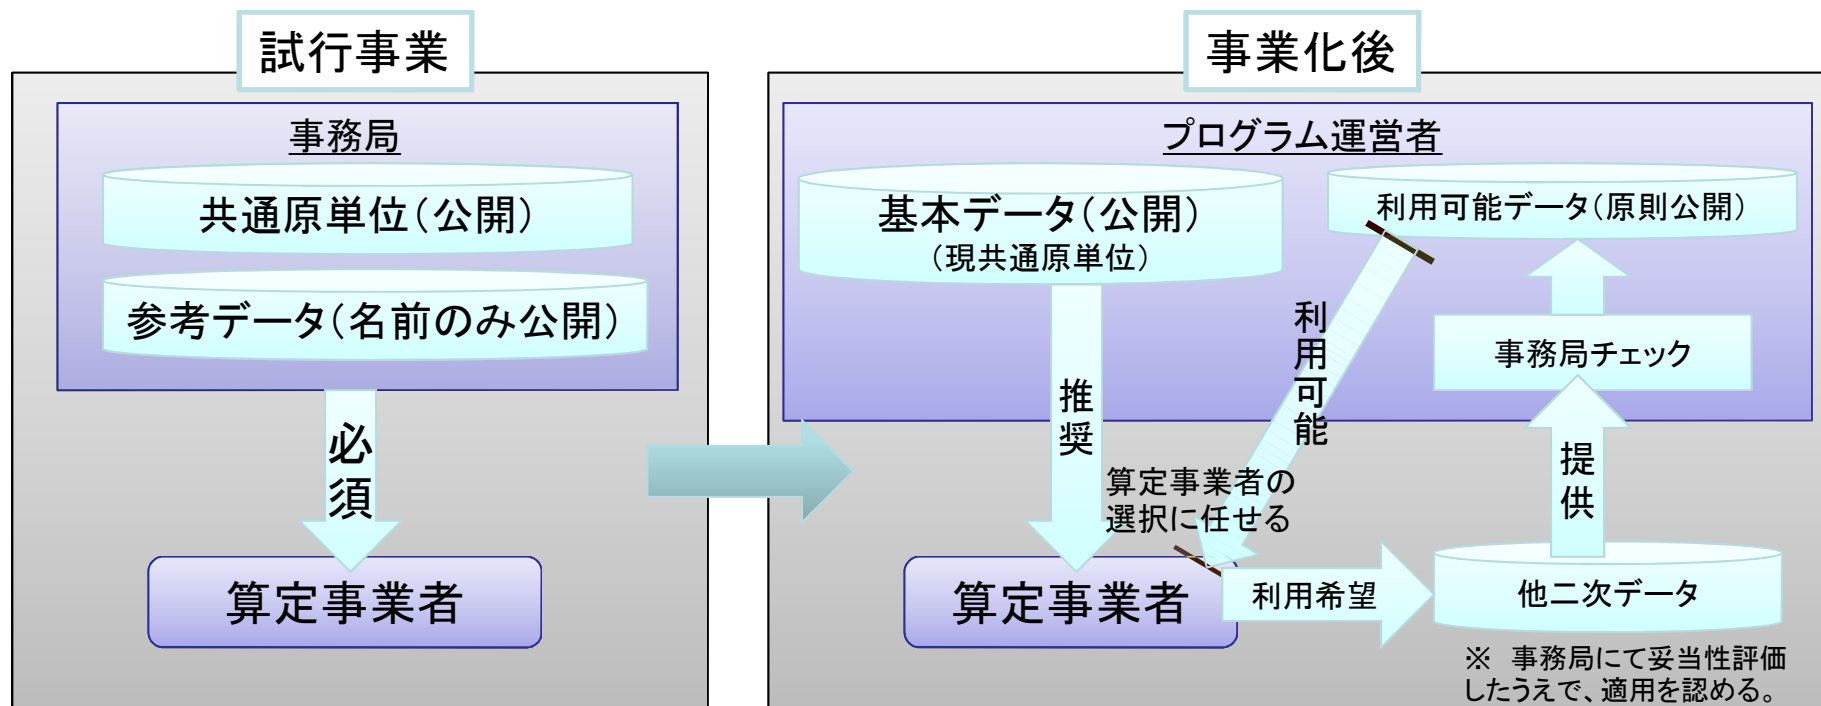 試行事業
事務局
共通原単位(公開)
参考データ(名前のみ公開)
必須
算定事業者
事業化後
プログラム運営者
基本データ(公開)
(現共通原単位)
利用可能データ(原則公開)
事務局チェック
推奨
利用可能
提供
算定事業者の
選択に任せる
算定事業者
利用希望
他二次データ
※ 事務局にて妥当性評価
したうえで、適用を認める。